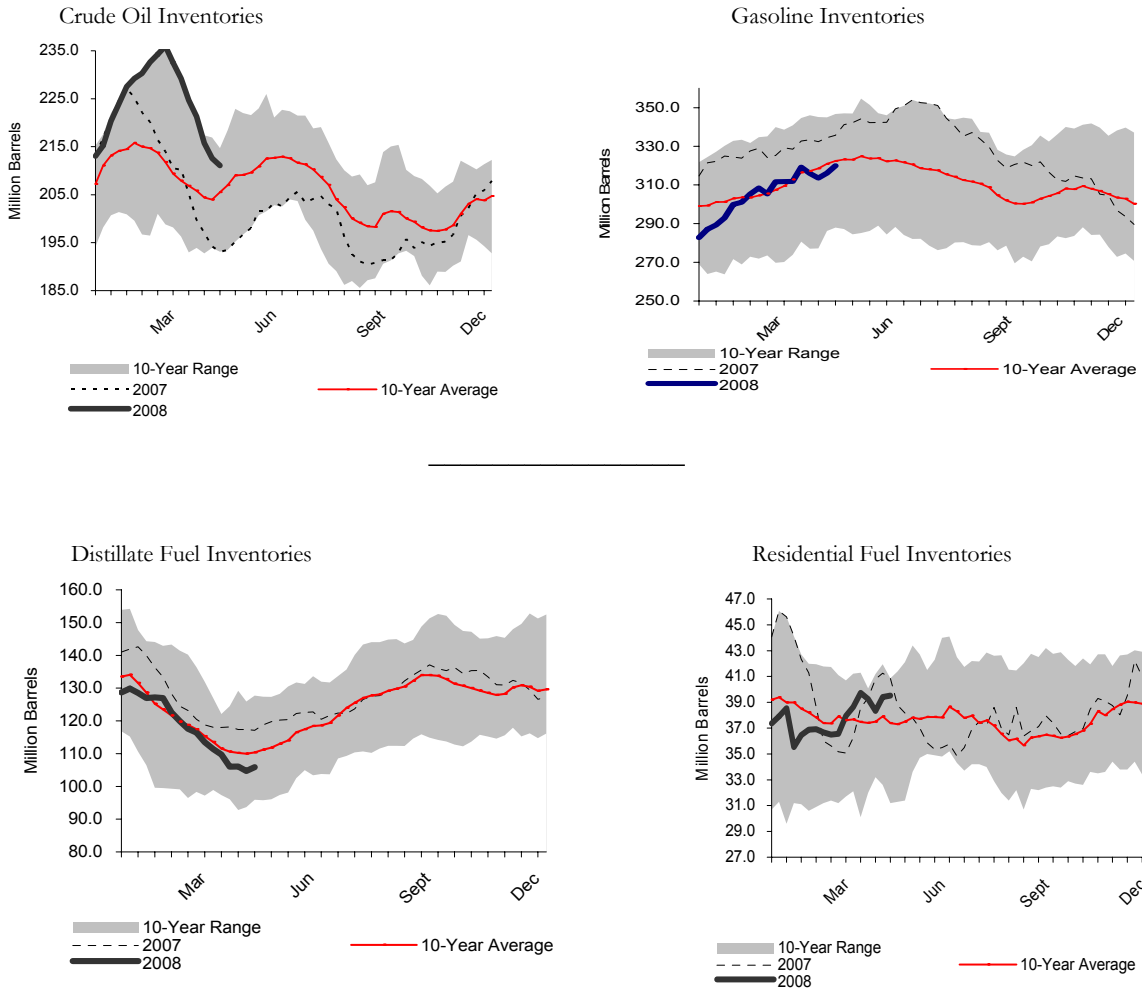 Crude Oil Inventories
235.0
225.0
215.0
205.0
195.0
185.0
Million Barrels
Mar
Jun
Sept
Dec
10-Year Range
2007
10-Year Average
2008
Gasoline Inventories
350.0
330.0
310.0
290.0
270.0
250.0
Million Barrels
Mar
Jun
Sept
Dec
10-Year Range
2007
10-Year Average
2008
Distillate Fuel Inventories
160.0
150.0
140.0
130.0
120.0
110.0
100.0
90.0
80.0
Million Barrels
Mar
Jun
Sept
Dec
10-Year Range
2007
10-Year Average
2008
Residential Fuel Inventories
47.0
45.0
43.0
41.0
39.0
37.0
35.0
33.0
31.0
29.0
27.0
Million Barrels
Mar
Jun
Sept
Dec
10-Year Range
2007
10-Year Average
2008